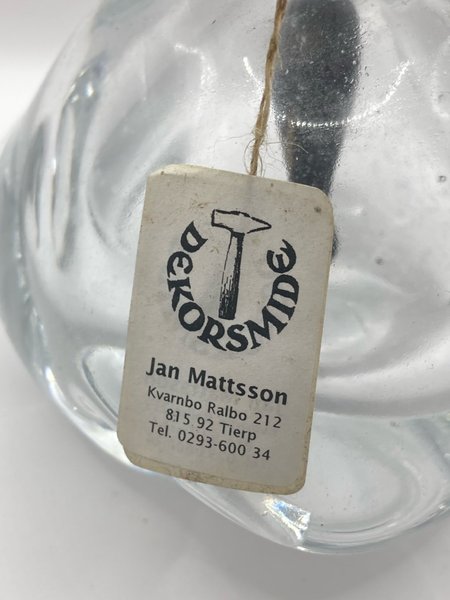 DEKORSMIDE
Jan Mattsson
Kvarnbo Ralbo 212
815 92 Tierp
Tel. 0293-600 34